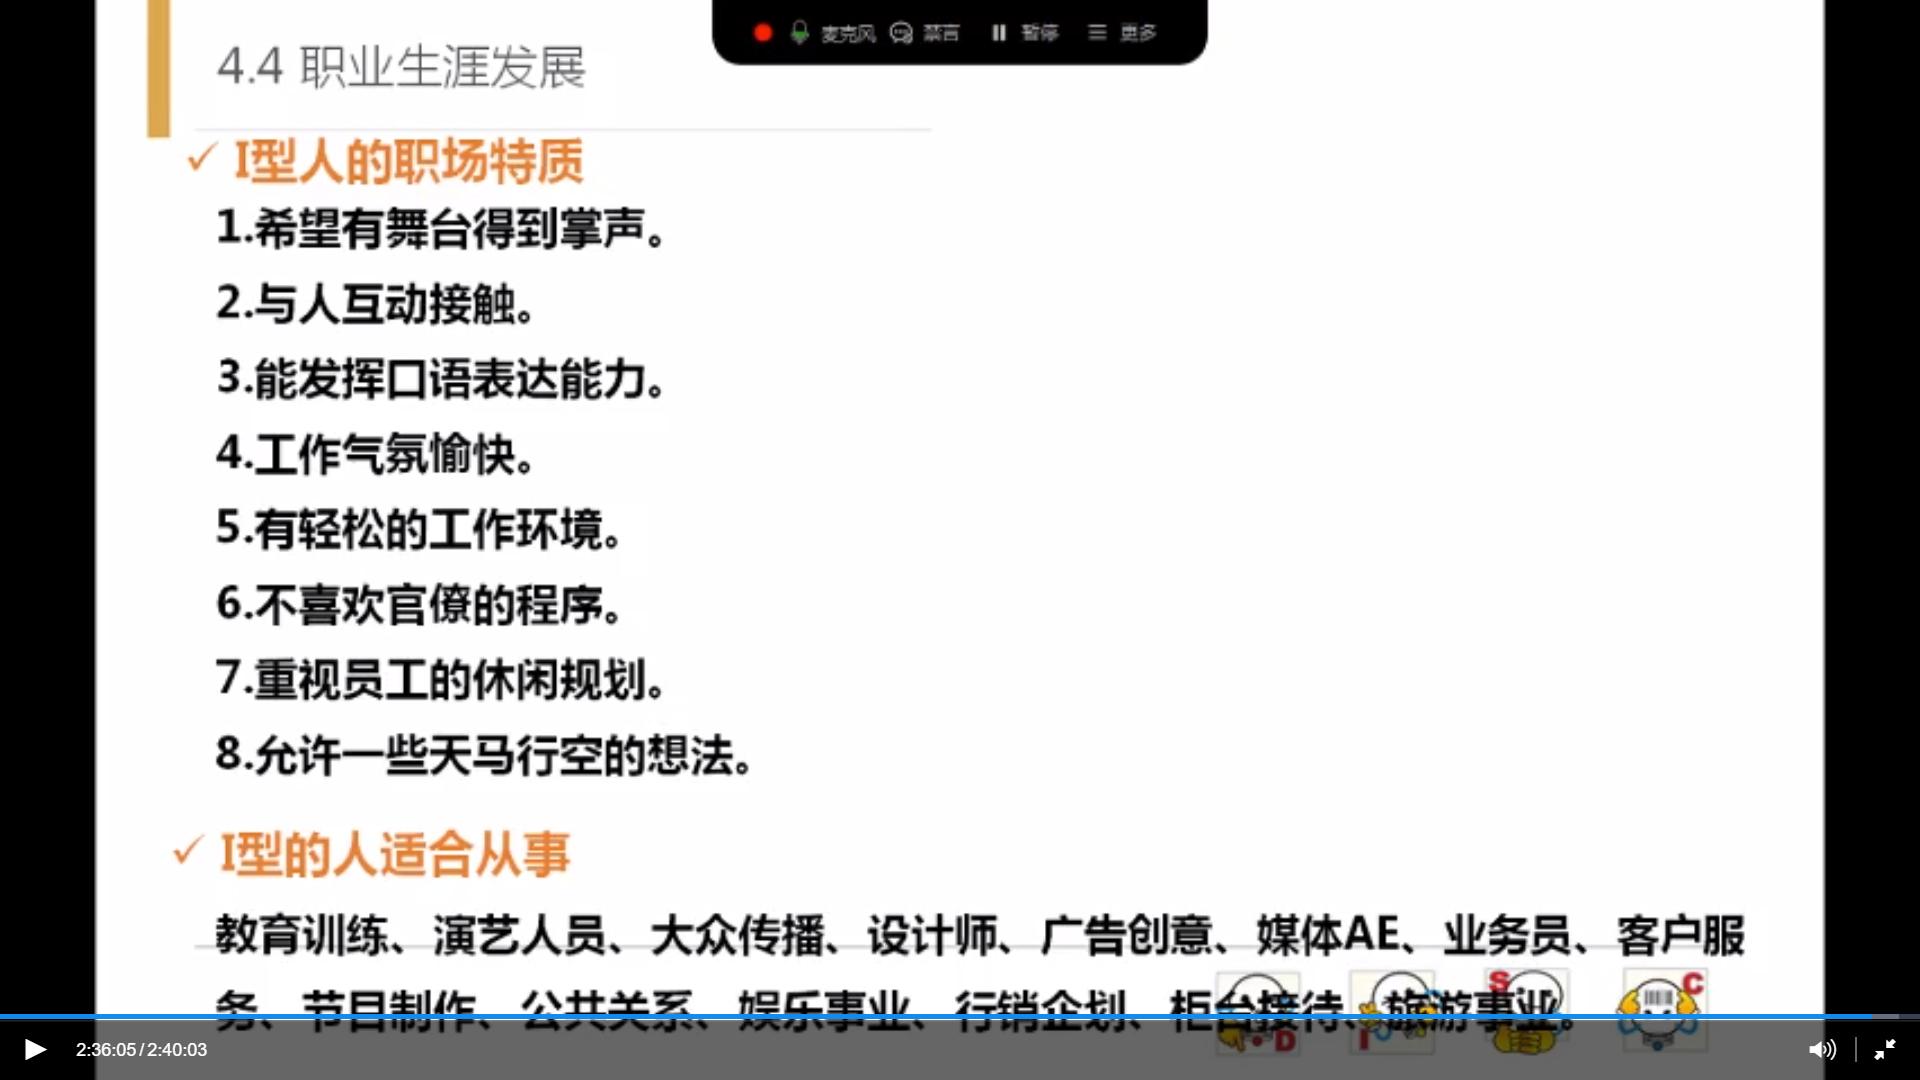 麦克风 禁言 暂停 更多
4.4 职业生涯发展
✓ I型人的职场特质
1.希望有舞台得到掌声。
2.与人互动接触。
3.能发挥口语表达能力。
4.工作气氛愉快。
5.有轻松的工作环境。
6.不喜欢官僚的程序。
7.重视员工的休闲规划。
8.允许一些天马行空的想法。
✓ I型的人适合从事
教育训练、演艺人员、大众传播、设计师、广告创意、媒体AE、业务员、客户服
务、节目制作、公共关系、娱乐事业、行销企划、柜台接待、旅游事业。
D I S C
2:36:05/2:40:03